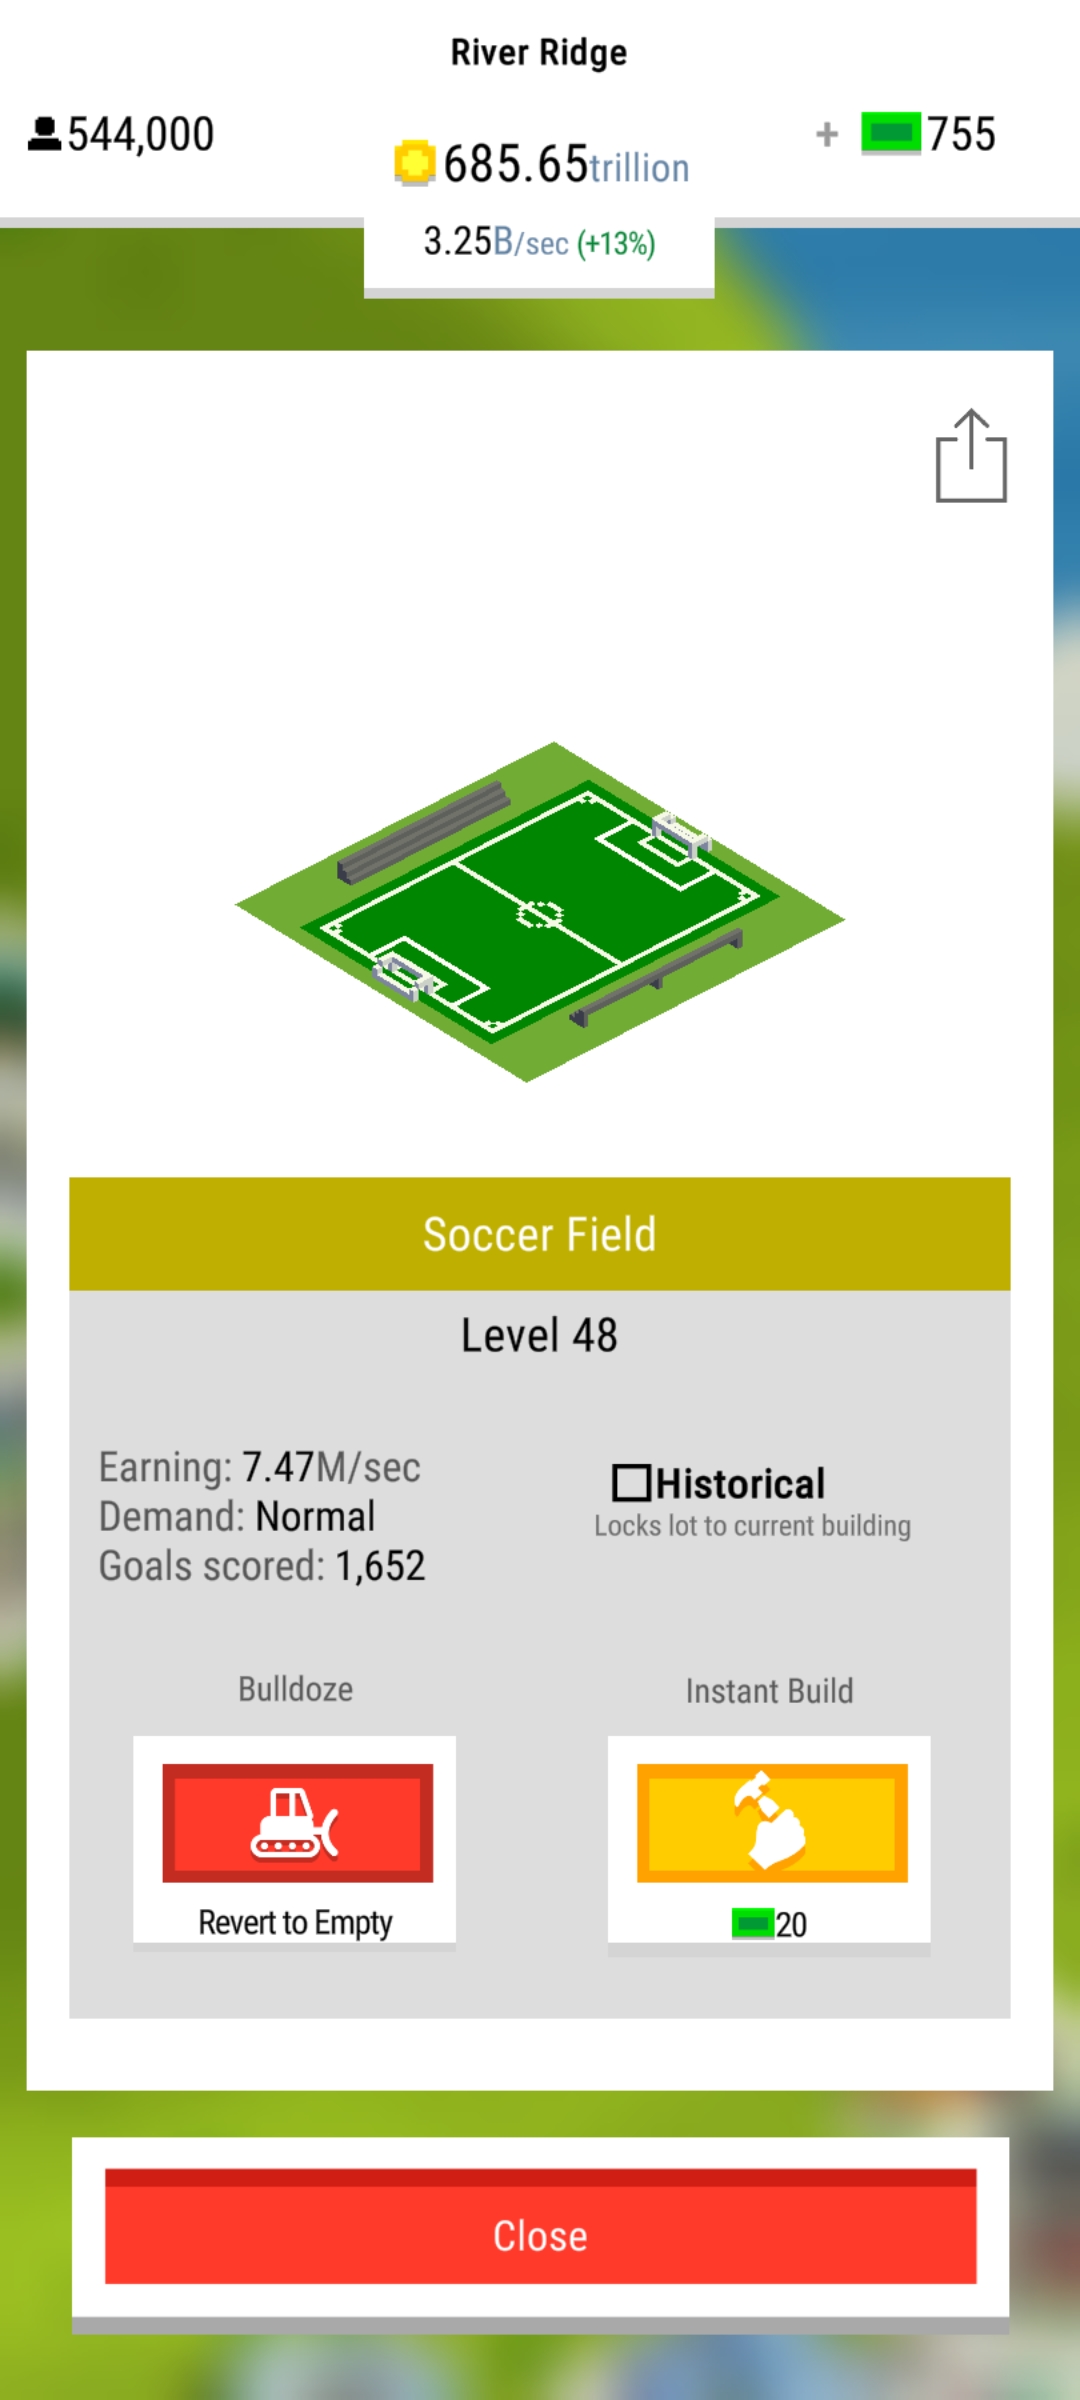 River Ridge
544,000
685.65trillion
+ 755
3.25B/sec (+13%)
Soccer Field
Level 48
Earning: 7.47M/sec
Demand: Normal
Goals scored: 1,652
Historical
Locks lot to current building
Bulldoze
Revert to Empty
Instant Build
20
Close